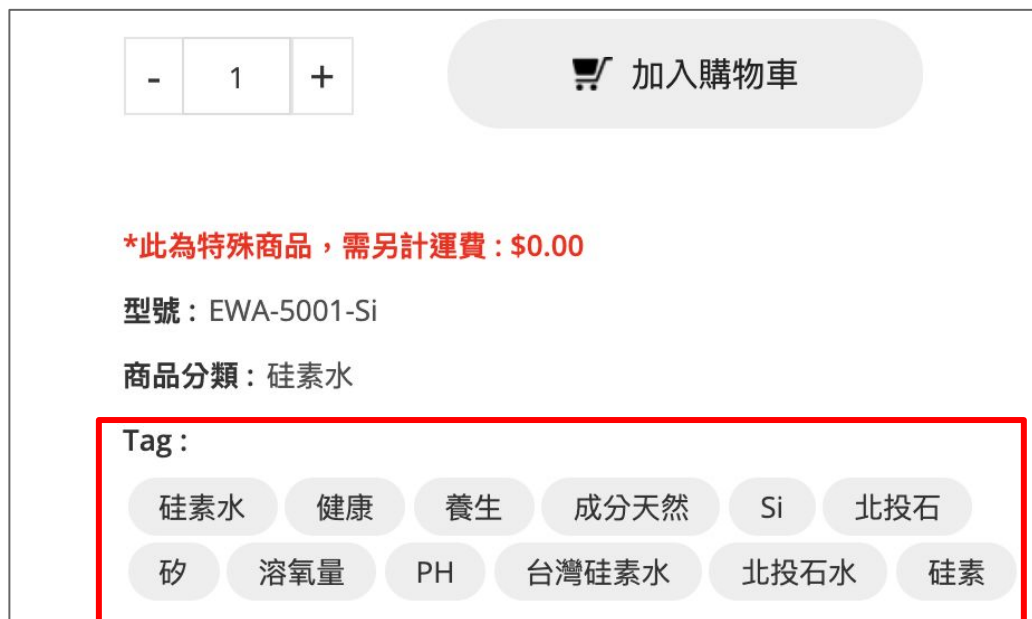 - 1 + 加入購物車
*此為特殊商品，需另計運費 : $0.00
型號 : EWA-5001-Si
商品分類 : 硅素水
Tag :
硅素水 健康 養生 成分天然 Si 北投石
矽 溶氧量 PH 台灣硅素水 北投石水 硅素